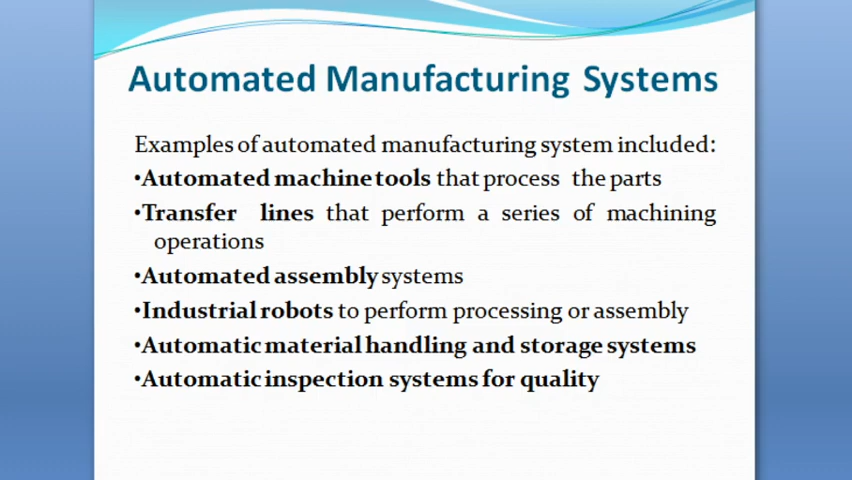 Automated Manufacturing Systems
Examples of automated manufacturing system included:
•Automated machine tools that process the parts
•Transfer lines that perform a series of machining
operations
•Automated assembly systems
•Industrial robots to perform processing or assembly
•Automatic material handling and storage systems
•Automatic inspection systems for quality